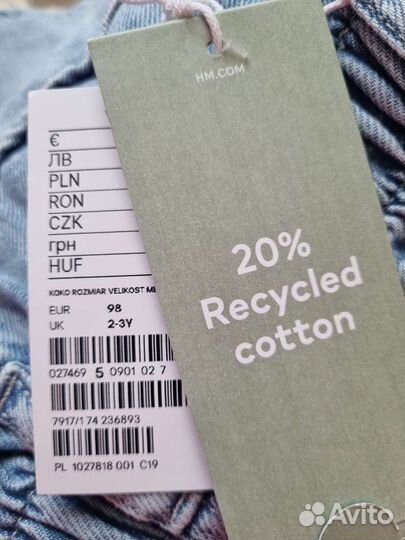 HM.COM
20%
Recycled
cotton
€
ЛВ
PLN
RON
CZK
грн
HUF
KOKO ROZMIAR VELIKOST
EUR 98
UK 2-3Y
027469 5 0901 02 7
7917/174 236893
PL 1027818 001 C19
Avito